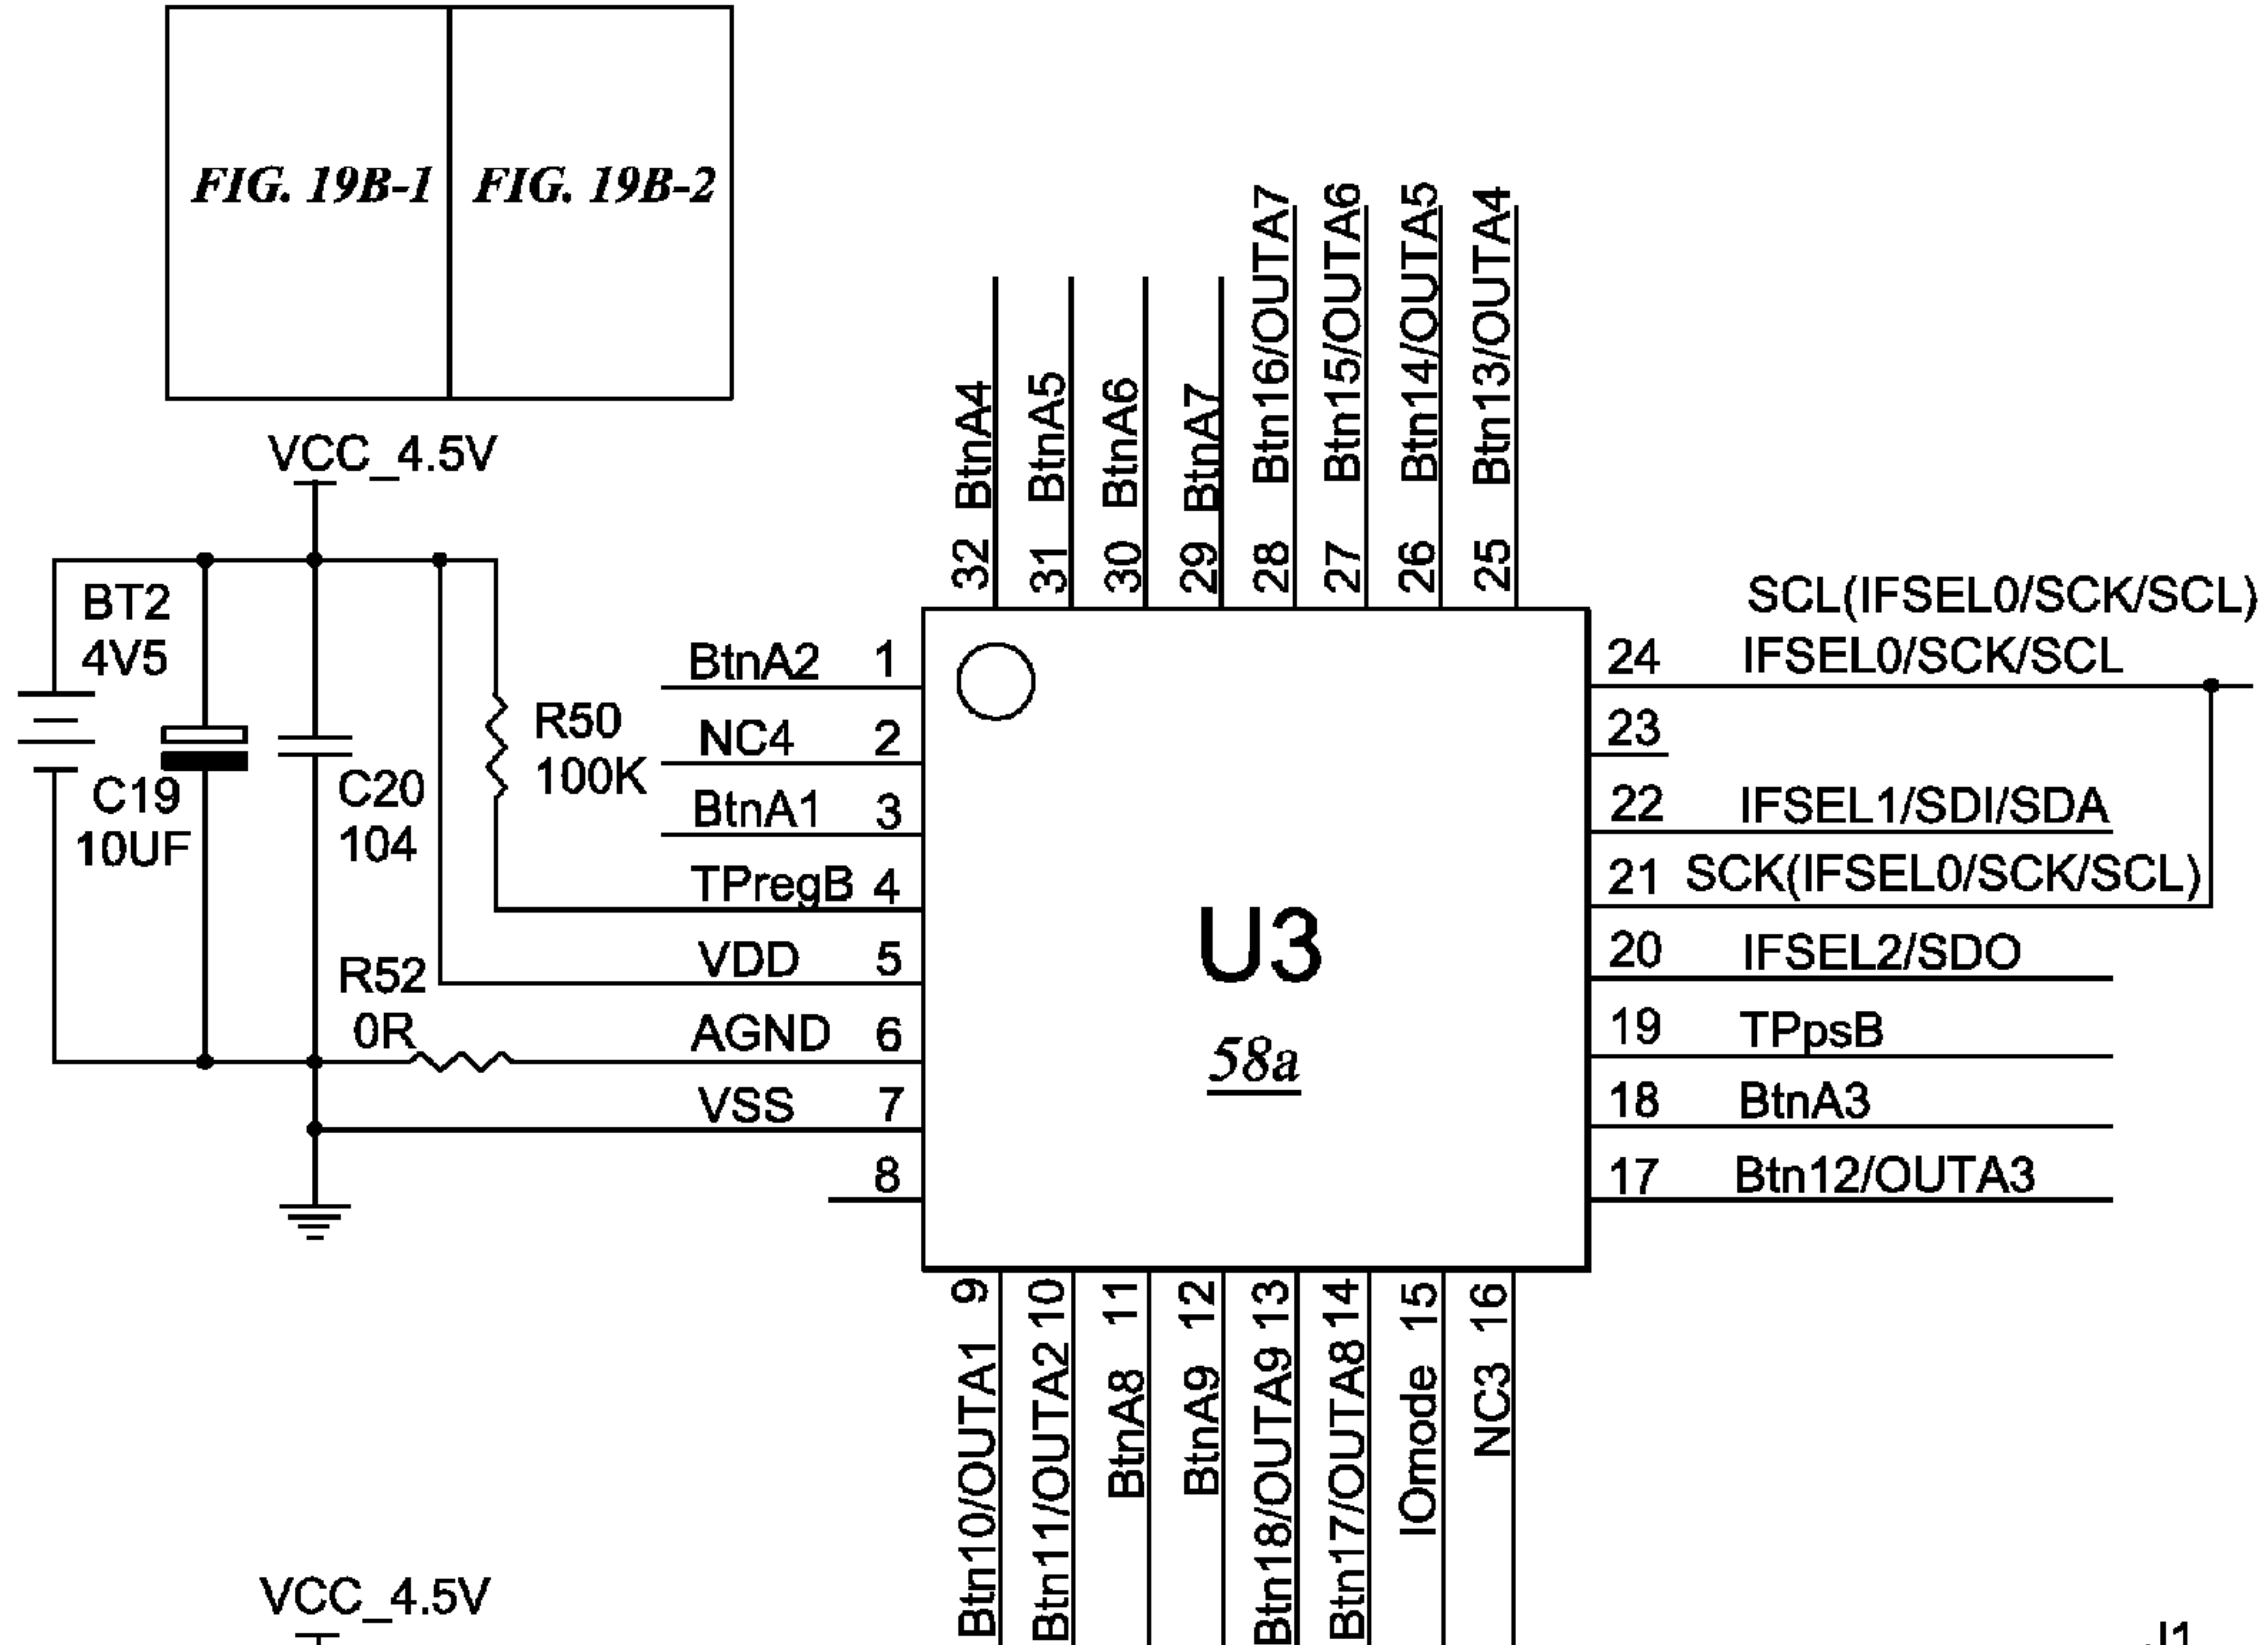 FIG. 19B-1 FIG. 19B-2
VCC_4.5V
BT2
4V5
C19
10UF
C20
104
R50
100K
R52
0R
BtnA2 1
NC4 2
BtnA1 3
TPregB 4
VDD 5
AGND 6
VSS 7
8
32 BtnA4
31 BtnA5
30 BtnA6
29 BtnA7
28 Btn16/OUTA7
27 Btn15/OUTA6
26 Btn14/OUTA5
25 Btn13/OUTA4
U3
58a
SCL(IFSEL0/SCK/SCL)
24 IFSEL0/SCK/SCL
23
22 IFSEL1/SDI/SDA
21 SCK(IFSEL0/SCK/SCL)
20 IFSEL2/SDO
19 TPpsB
18 BtnA3
17 Btn12/OUTA3
Btn10/OUTA1 9
Btn11/OUTA2 10
BtnA8 11
BtnA9 12
Btn18/OUTA9 13
Btn17/OUTA8 14
IOmode 15
NC3 16
VCC_4.5V
J1